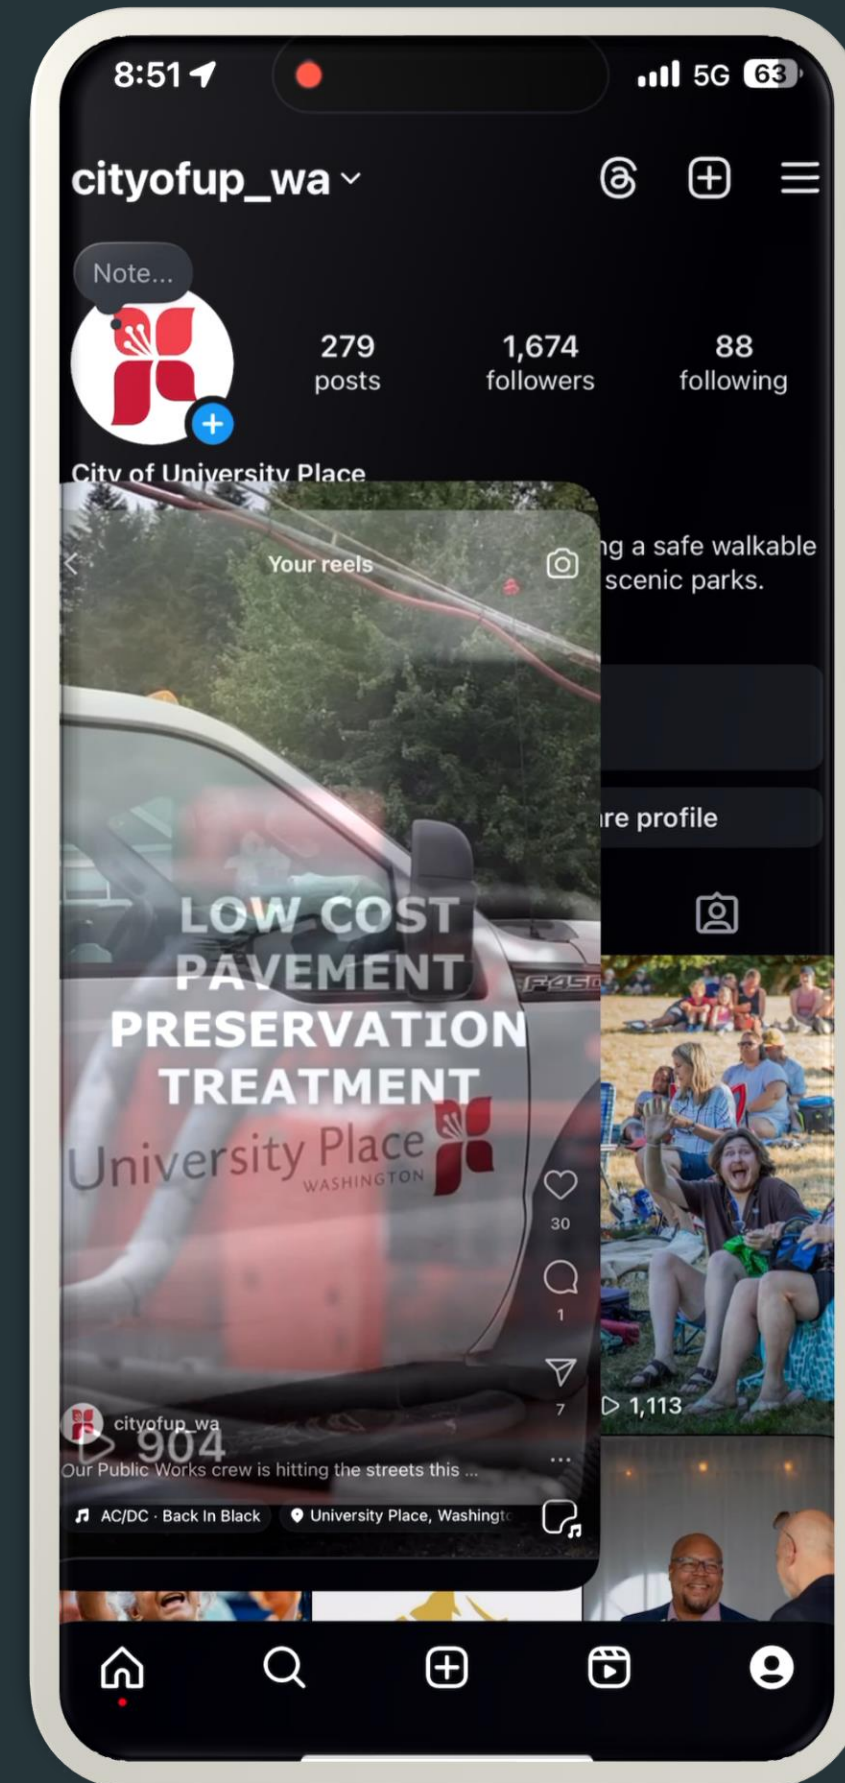 8:51
5G 63
cityofup_wa
Note...
279 1,674 88
posts followers following
City of University Place
ng a safe walkable
scenic parks.
Your reels
re profile
LOW COST
PAVEMENT
PRESERVATION
TREATMENT
F450
University Place
WASHINGTON
30
1
7
1,113
cityofup_wa
904
Our Public Works crew is hitting the streets this ...
AC/DC · Back In Black
University Place, Washingto